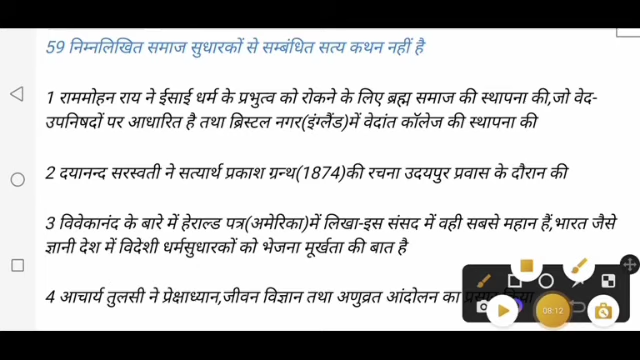 59 निम्नलिखित समाज सुधारकों से सम्बंधित सत्य कथन नहीं है
1 राममोहन राय ने ईसाई धर्म के प्रभुत्व को रोकने के लिए ब्रह्म समाज की स्थापना की,जो वेद-
उपनिषदों पर आधारित है तथा ब्रिस्टल नगर(इंग्लैंड)में वेदांत कॉलेज की स्थापना की
2 दयानन्द सरस्वती ने सत्यार्थ प्रकाश ग्रन्थ(1874)की रचना उदयपुर प्रवास के दौरान की
3 विवेकानंद के बारे में हेराल्ड पत्र(अमेरिका)में लिखा-इस संसद में वही सबसे महान हैं,भारत जैसे
ज्ञानी देश में विदेशी धर्मसुधारकों को भेजना मूर्खता की बात है
4 आचार्य तुलसी ने प्रेक्षाध्यान,जीवन विज्ञान तथा अणुव्रत आंदोलन का
08:12